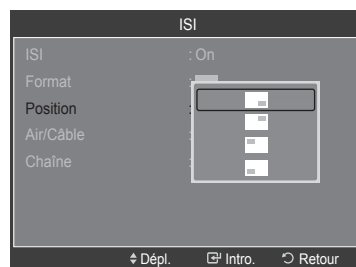 ISI
ISI : On
Format :
Position :
Air/Câble :
Chaîne :
Dépl. Intro. Retour